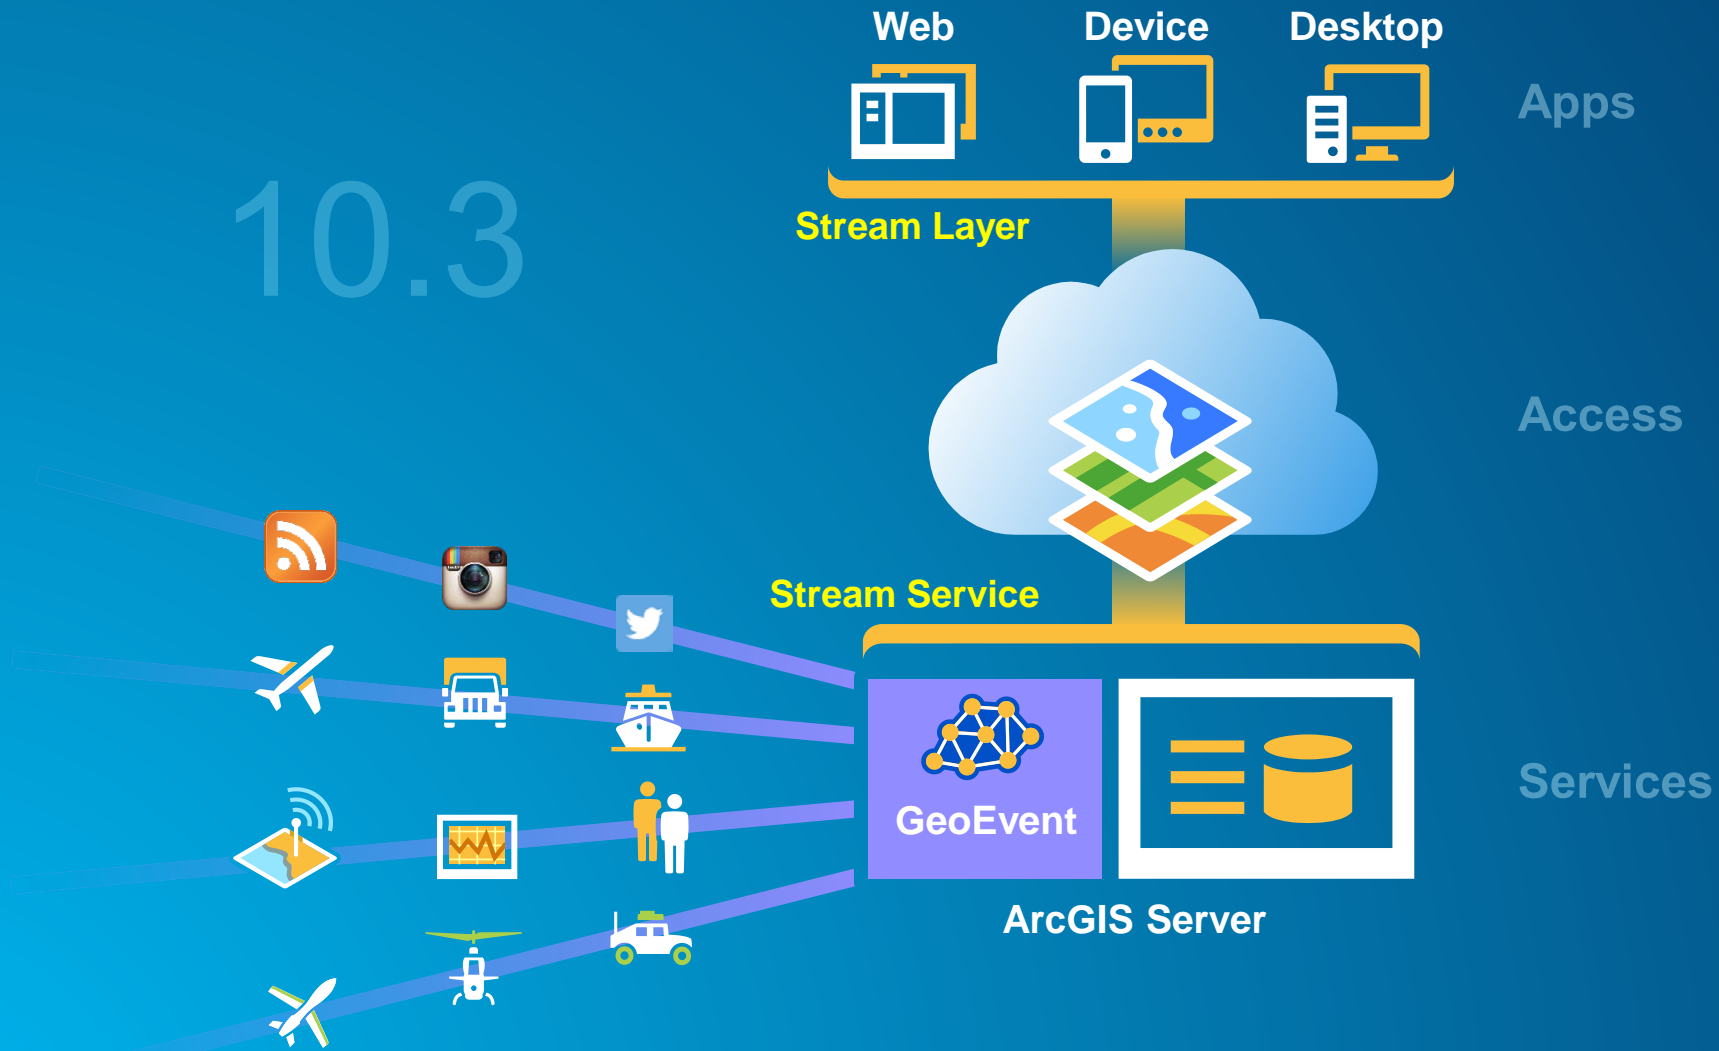 Web Device Desktop
Apps
10.3
Stream Layer
Access
Stream Service
Services
GeoEvent
ArcGIS Server